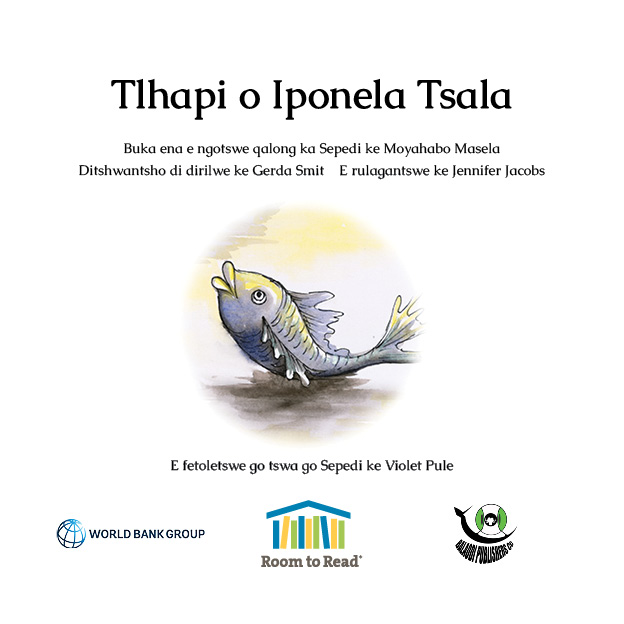 Tlhapi o Iponela Tsala
Buka ena e ngotswe qalong ka Sepedi ke Moyahabo Masela
Ditshwantsho di dirilwe ke Gerda Smit E rulagantswe ke Jennifer Jacobs
E fetoletswe go tswa go Sepedi ke Violet Pule
WORLD BANK GROUP
Room to Read